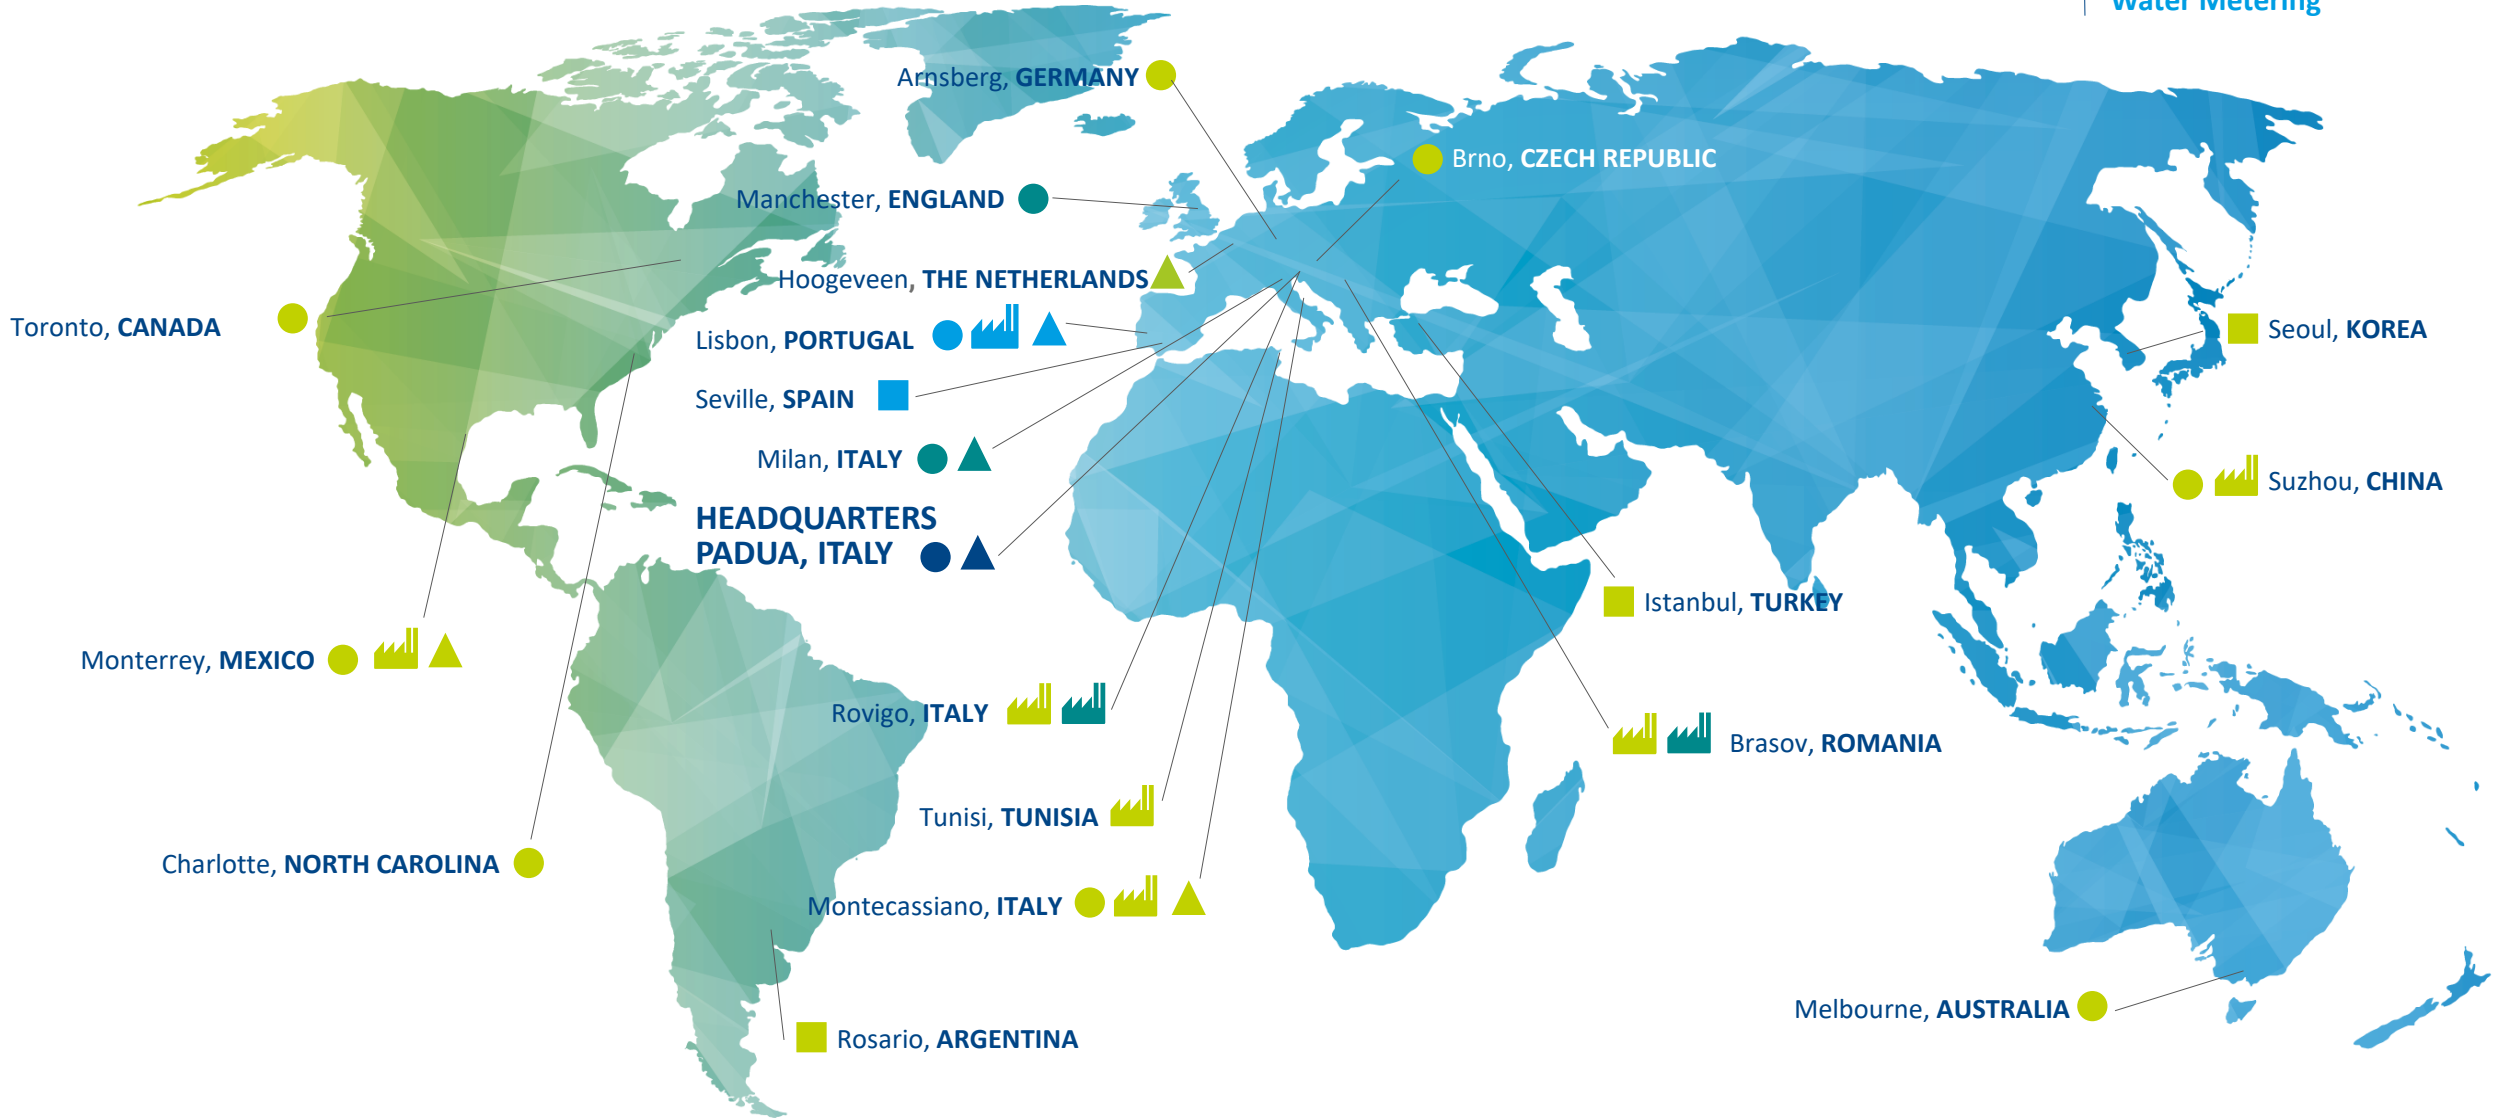 Water Metering
Arnsberg, GERMANY
Brno, CZECH REPUBLIC
Manchester, ENGLAND
Hoogeveen, THE NETHERLANDS
Toronto, CANADA
Lisbon, PORTUGAL
Seoul, KOREA
Seville, SPAIN
Milan, ITALY
Suzhou, CHINA
HEADQUARTERS
PADUA, ITALY
Istanbul, TURKEY
Monterrey, MEXICO
Rovigo, ITALY
Brasov, ROMANIA
Tunisi, TUNISIA
Charlotte, NORTH CAROLINA
Montecassiano, ITALY
Melbourne, AUSTRALIA
Rosario, ARGENTINA